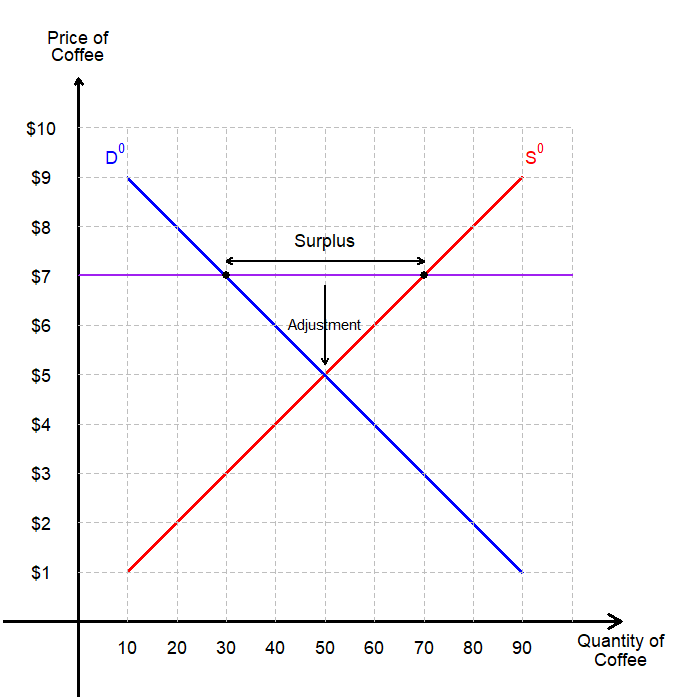 Price of
Coffee
$10
D⁰
S⁰
$9
$8
Surplus
$7
$6
Adjustment
$5
$4
$3
$2
$1
10 20 30 40 50 60 70 80 90
Quantity of
Coffee